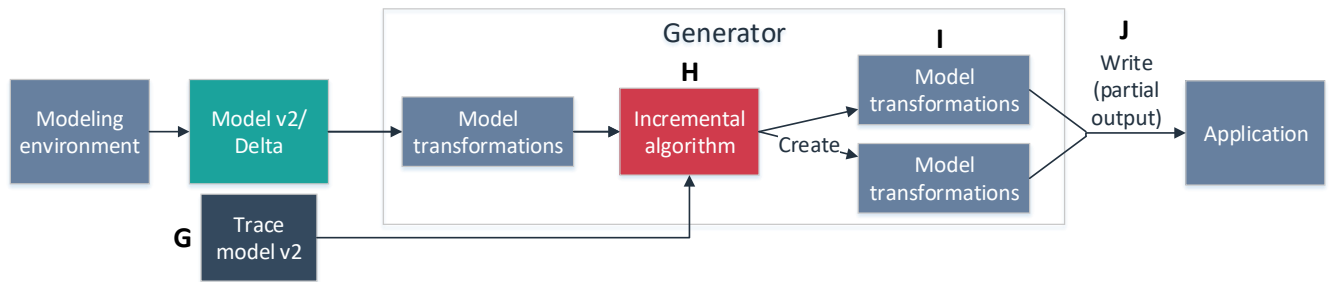 Generator
J
I
H
Write
(partial
output)
Modeling
environment
Model v2/
Delta
Model
transformations
Incremental
algorithm
Create
Model
transformations
Model
transformations
Application
G
Trace
model v2